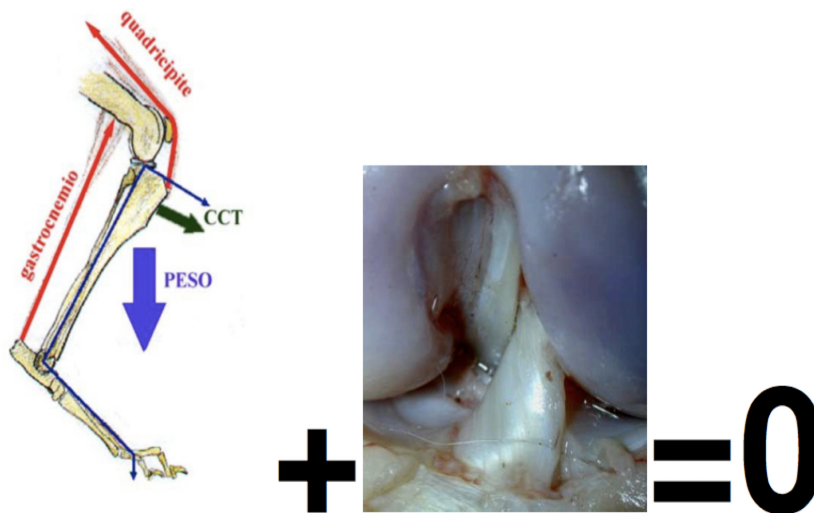 quadricipite
gastrocnemio
CCT
PESO
+
=0